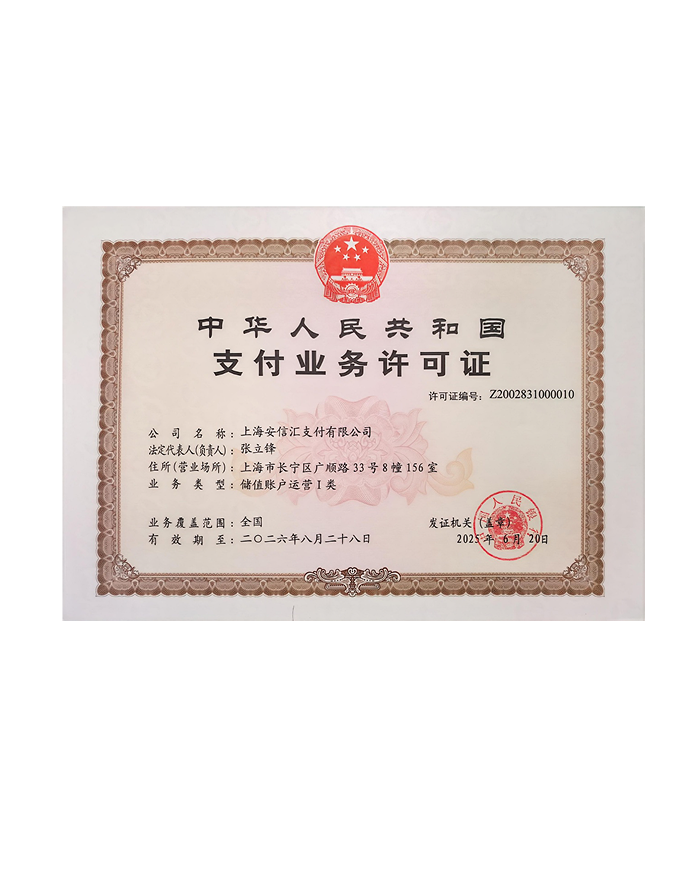 中华人民共和国
支付业务许可证
许可证编号：Z2002831000010
公司名称：上海安信汇支付有限公司
法定代表人(负责人)：张立锋
住所(营业场所)：上海市长宁区广顺路33号8幢156室
业务类型：储值账户运营Ⅰ类
业务覆盖范围：全国
有效期至：二〇二六年八月二十八日
发证机关（盖章）
2025年 6月 20日
国人民银行